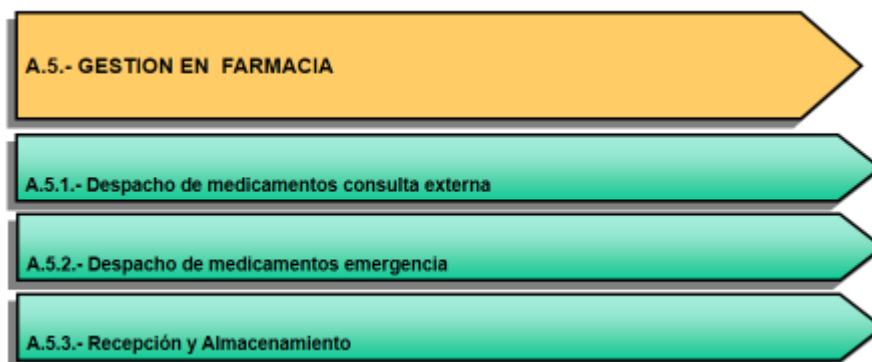 A.5.- GESTION EN FARMACIA
A.5.1.- Despacho de medicamentos consulta externa
A.5.2.- Despacho de medicamentos emergencia
A.5.3.- Recepción y Almacenamiento